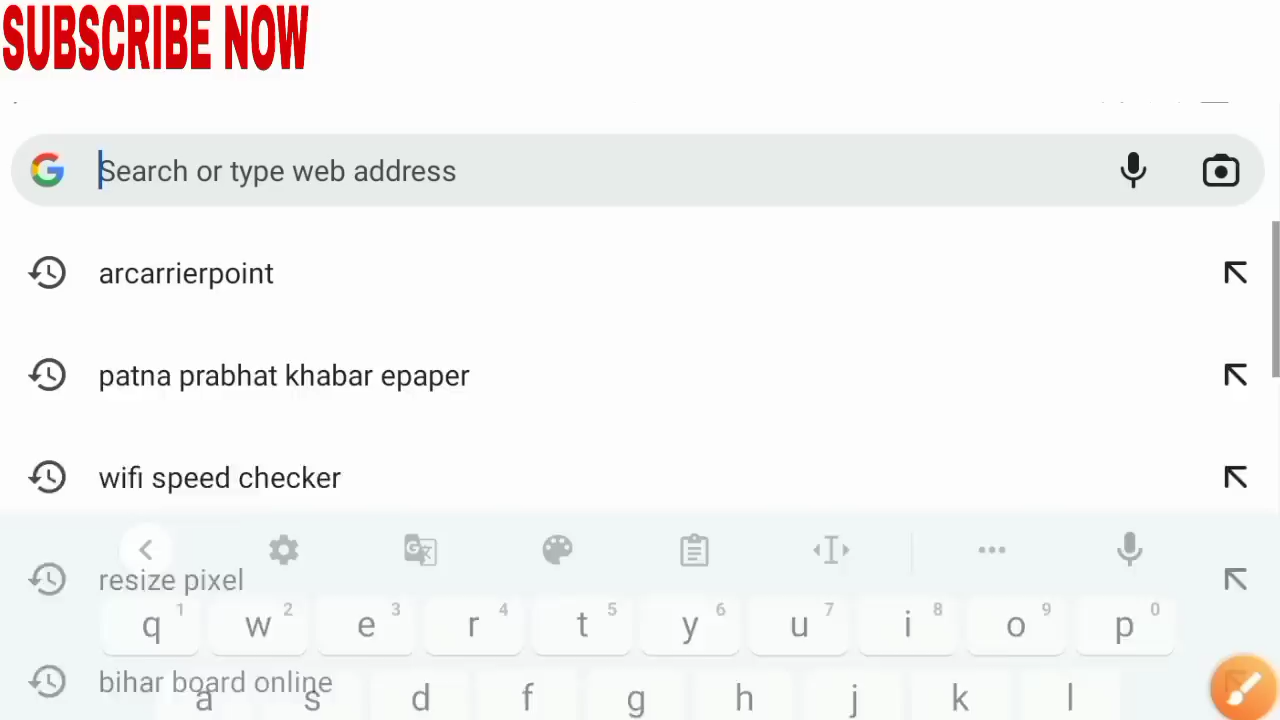 SUBSCRIBE NOW
Search or type web address
arcarrierpoint
patna prabhat khabar epaper
wifi speed checker
resize pixel
q 1 w 2 e 3 r 4 t 5 y 6 u 7 i 8 o 9 p 0
bihar board online
a s d f g h j k l